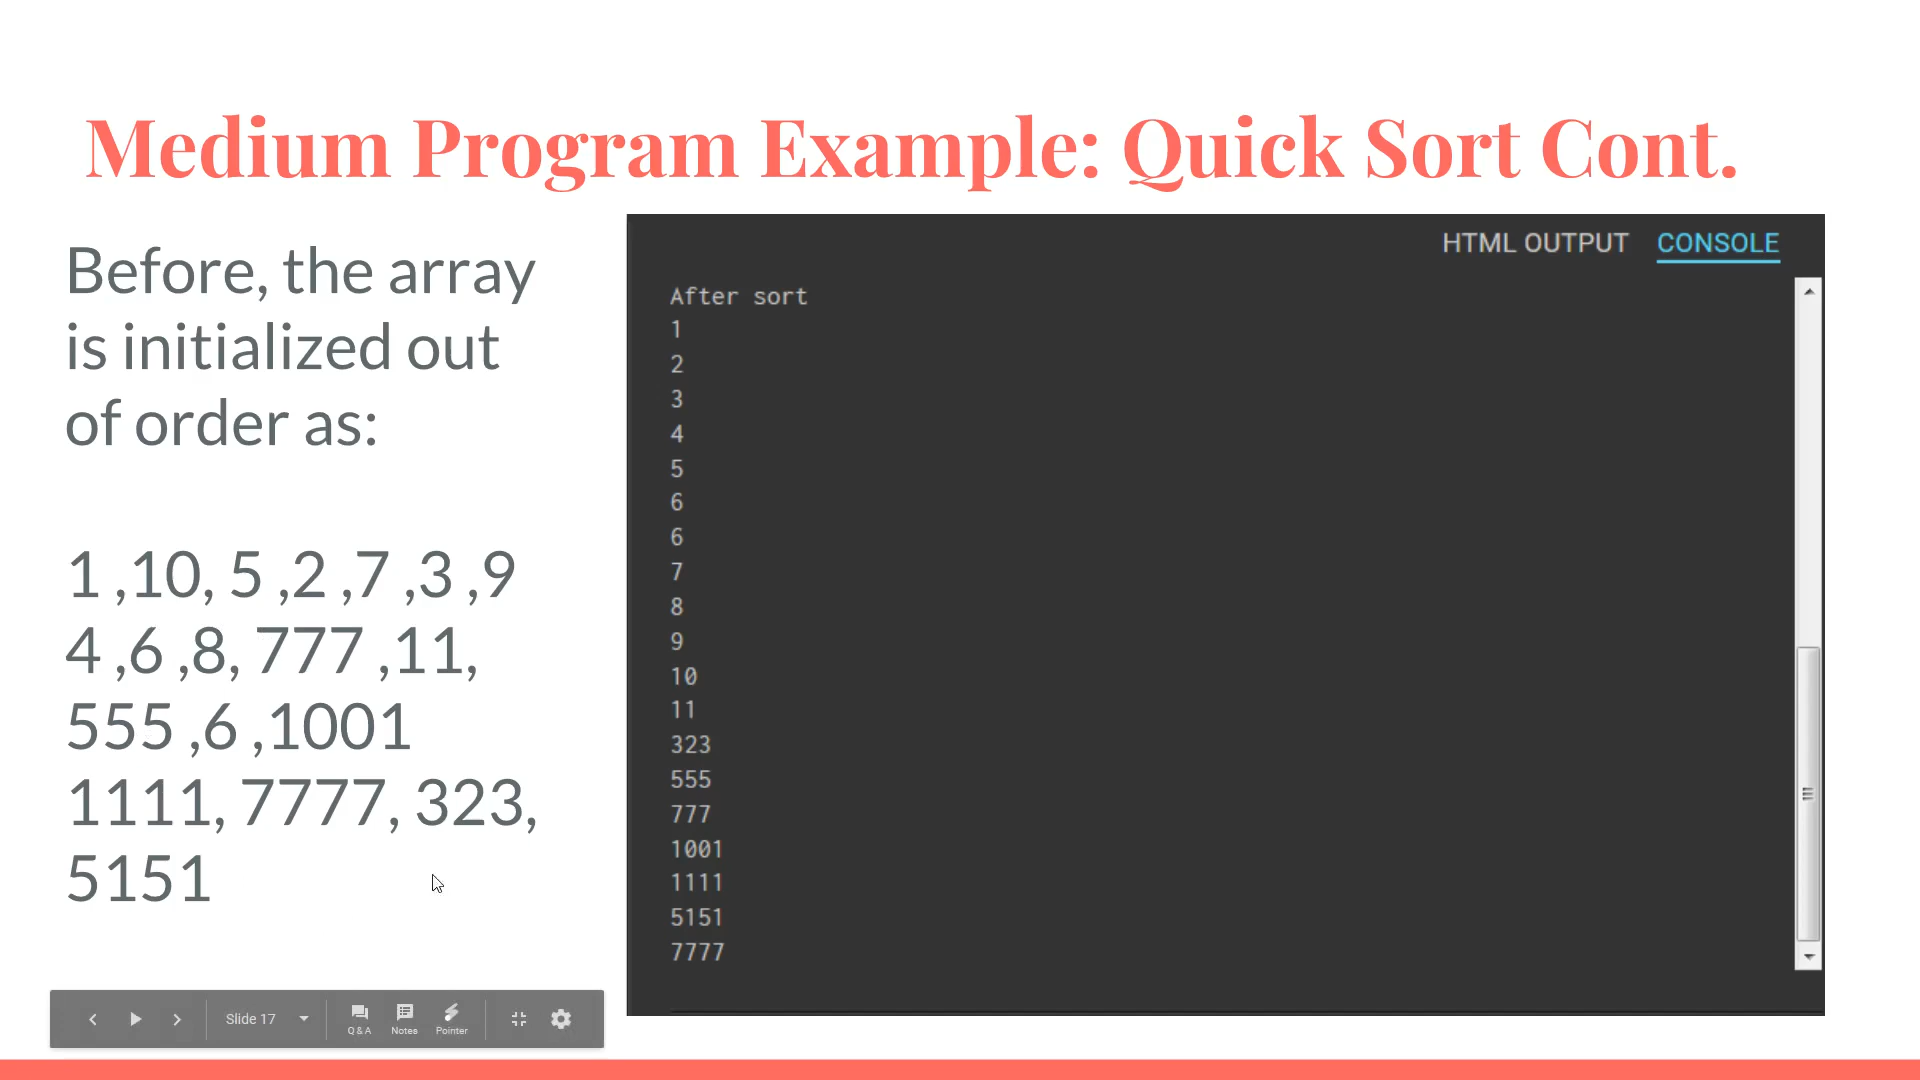 Medium Program Example: Quick Sort Cont.
Before, the array
is initialized out
of order as:
1 ,10, 5 ,2 ,7 ,3 ,9
4 ,6 ,8, 777 ,11,
555 ,6 ,1001
1111, 7777, 323,
5151
HTML OUTPUT CONSOLE
After sort
1
2
3
4
5
6
6
7
8
9
10
11
323
555
777
1001
1111
5151
7777
Slide 17
Q & A Notes Pointer